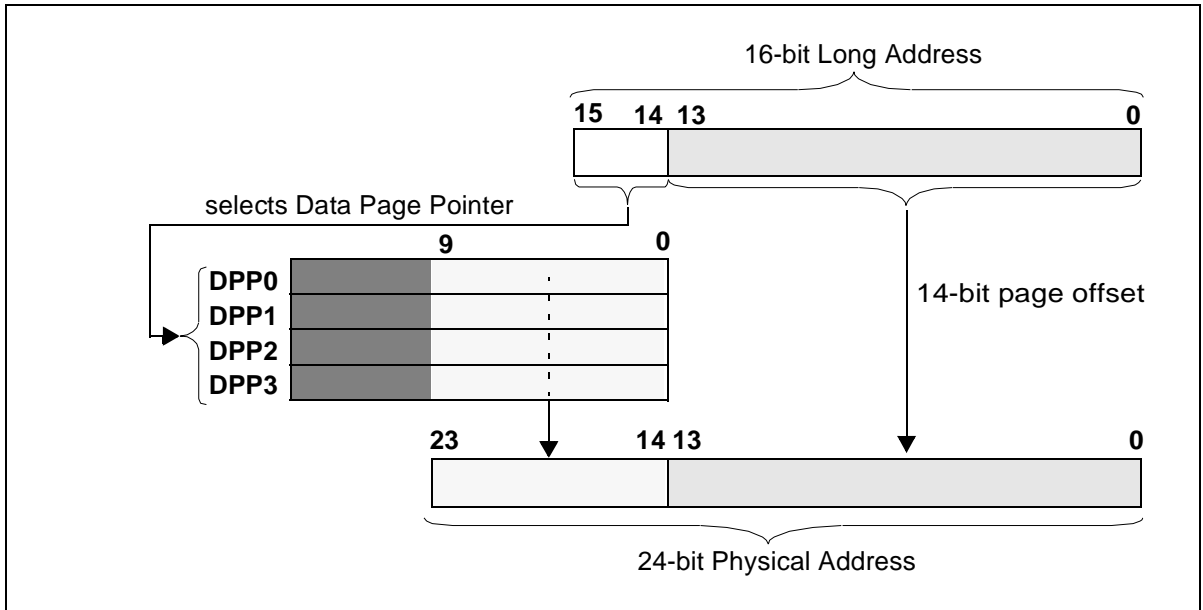 16-bit Long Address
15 14 13 0
selects Data Page Pointer
9 0
DPP0
DPP1
DPP2
DPP3
14-bit page offset
23 14 13 0
24-bit Physical Address